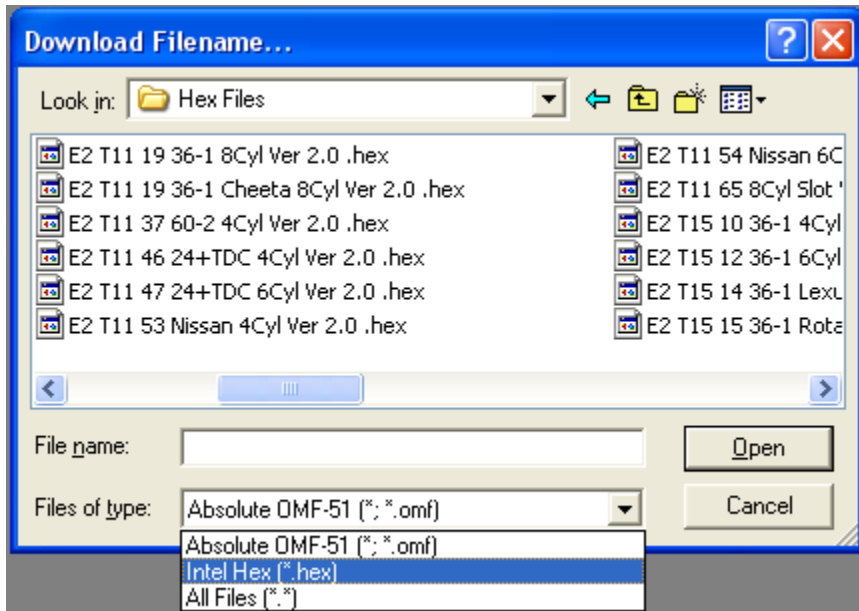 Download Filename...
Look in: Hex Files
E2 T11 19 36-1 8Cyl Ver 2.0 .hex
E2 T11 19 36-1 Cheeta 8Cyl Ver 2.0 .hex
E2 T11 37 60-2 4Cyl Ver 2.0 .hex
E2 T11 46 24+TDC 4Cyl Ver 2.0 .hex
E2 T11 47 24+TDC 6Cyl Ver 2.0 .hex
E2 T11 53 Nissan 4Cyl Ver 2.0 .hex
E2 T11 54 Nissan 6C
E2 T11 65 8Cyl Slot
E2 T15 10 36-1 4Cyl
E2 T15 12 36-1 6Cyl
E2 T15 14 36-1 Lexu
E2 T15 15 36-1 Rota
File name:
Open
Files of type: Absolute OMF-51 (*; *.omf)
Cancel
Absolute OMF-51 (*; *.omf)
Intel Hex (*.hex)
All Files (*.*)